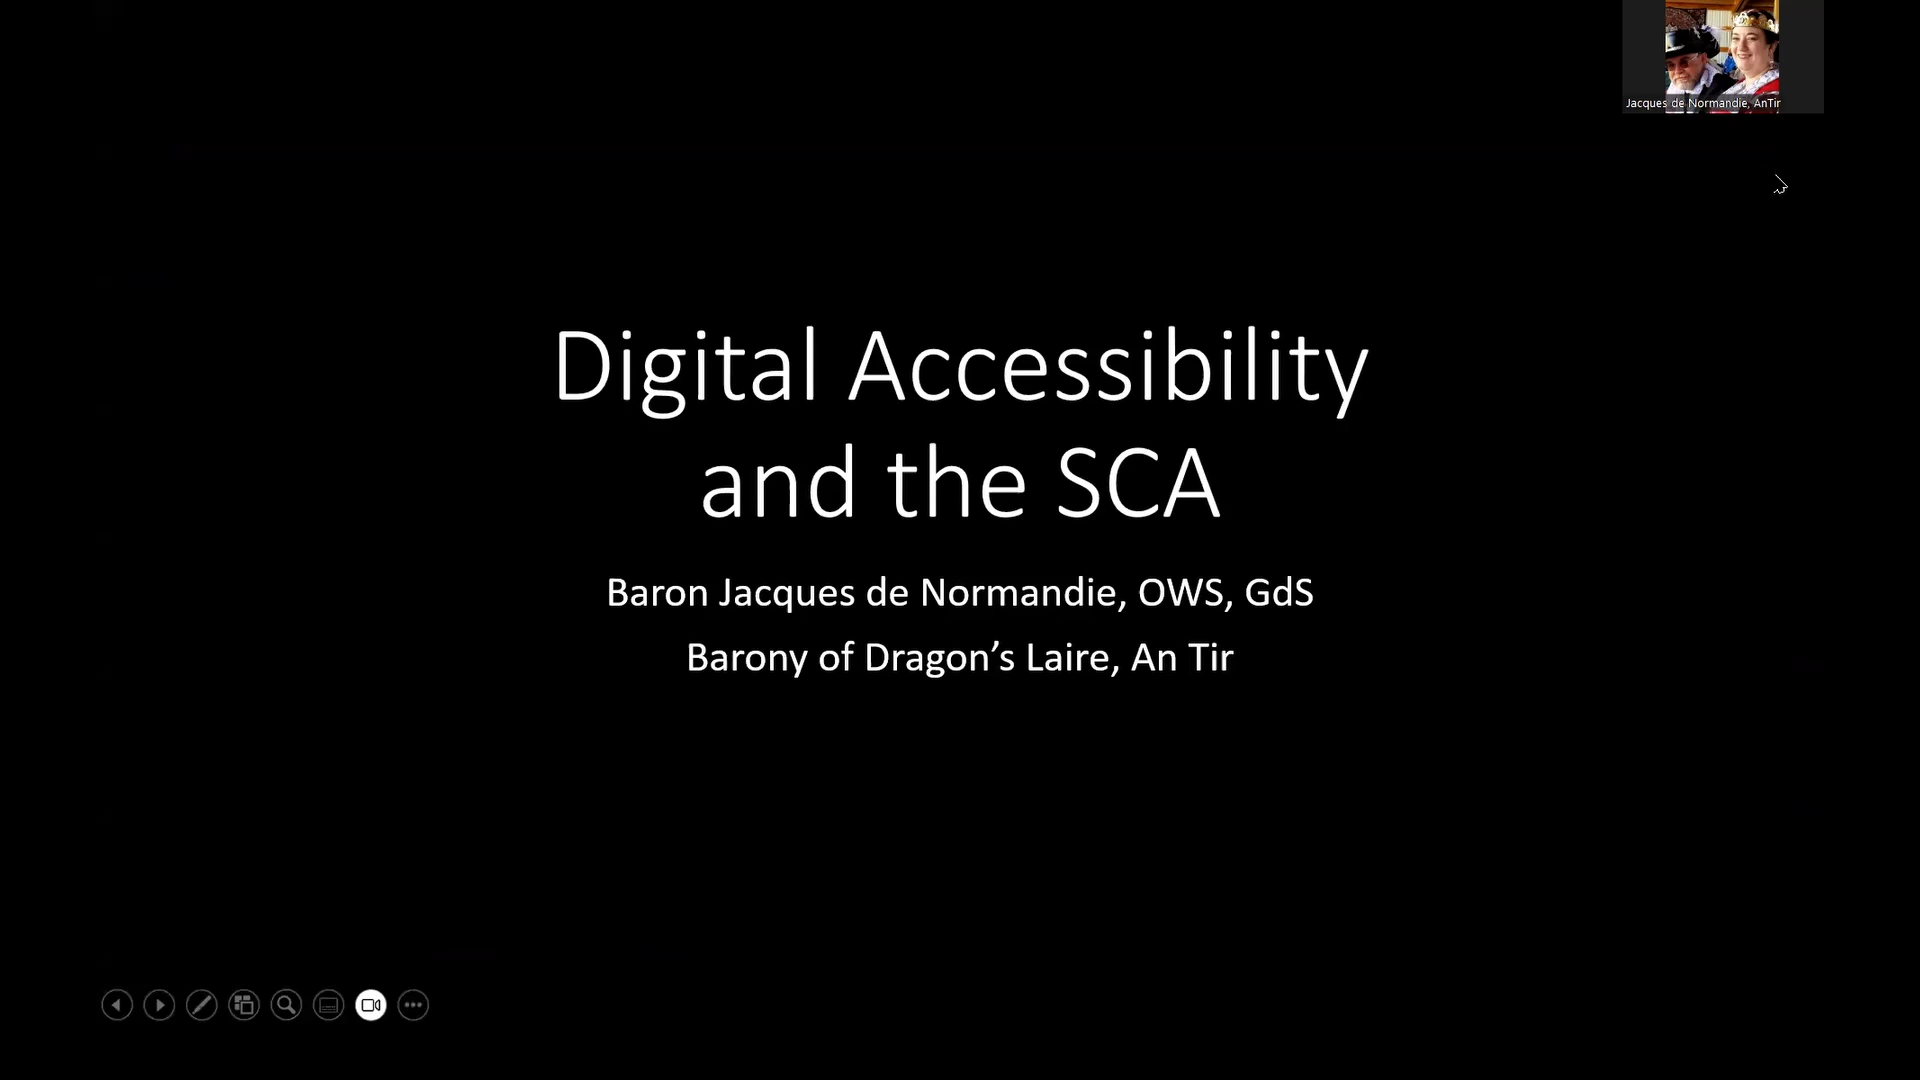 Jacques de Normandie, AnTir
Digital Accessibility
and the SCA
Baron Jacques de Normandie, OWS, GdS
Barony of Dragon’s Laire, An Tir